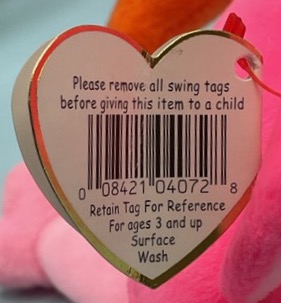 Please remove all swing tags
before giving this item to a child
0 08421 04072 8
Retain Tag For Reference
For ages 3 and up
Surface
Wash